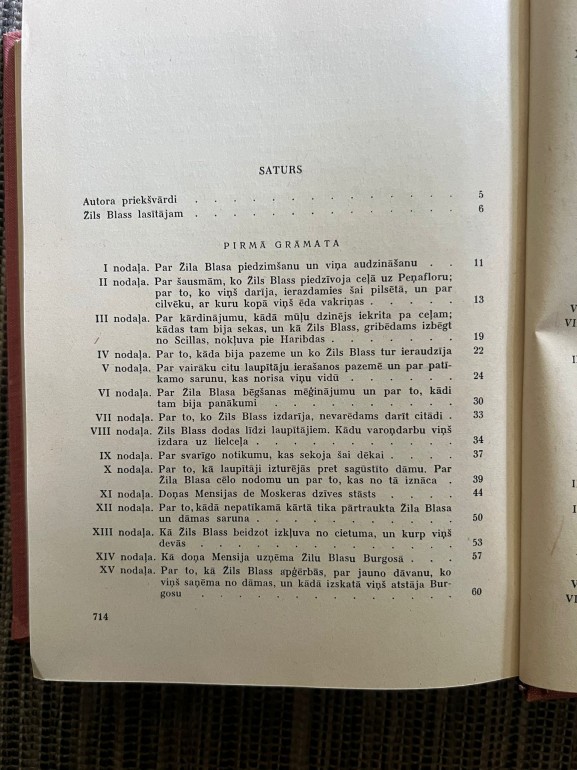 SATURS
Autora priekšvārdi . . . . . . . . . . . . . . 5
Žils Blass lasītājam . . . . . . . . . . . . . . 6
PIRMĀ GRĀMATA
I nodaļa. Par Žila Blasa piedzimšanu un viņa audzināšanu . . 11
II nodaļa. Par šausmām, ko Žils Blass piedzīvoja ceļā uz Peņafloru;
par to, ko viņš darīja, ierazdamies šai pilsētā, un par
cilvēku, ar kuru kopā viņš ēda vakriņas . . . . . 13
III nodaļa. Par kārdinājumu, kādā mūļu dzinējs iekrita pa ceļam;
kādas tam bija sekas, un kā Žils Blass, gribēdams izbēgt
no Scillas, nokļuva pie Haribdas . . . . . . . 19
IV nodaļa. Par to, kāda bija pazeme un ko Žils Blass tur ieraudzīja 22
V nodaļa. Par vairāku citu laupītāju ierašanos pazemē un par patī-
kamo sarunu, kas norisa viņu vidū . . . . . . 24
VI nodaļa. Par Žila Blasa bēgšanas mēģinājumu un par to, kādi
tam bija panākumi . . . . . . . . . . 30
VII nodaļa. Par to, ko Žils Blass izdarīja, nevarēdams darīt citādi . 33
VIII nodaļa. Žils Blass dodas līdzi laupītājiem. Kādu varoņdarbu viņš
izdara uz lielceļa . . . . . . . . . . . 34
IX nodaļa. Par svarīgo notikumu, kas sekoja šai dēkai . . . . 37
X nodaļa. Par to, kā laupītāji izturējās pret sagūstīto dāmu. Par
Žila Blasa cēlo nodomu un par to, kas no tā iznāca . 39
XI nodaļa. Doņas Mensijas de Moskeras dzīves stāsts . . . . 44
XII nodaļa. Par to, kādā nepatīkamā kārtā tika pārtraukta Žila Blasa
un dāmas saruna . . . . . . . . . . . 50
XIII nodaļa. Kā Žils Blass beidzot izkļuva no cietuma, un kurp viņš
devās . . . . . . . . . . . . . . 53
XIV nodaļa. Kā doņa Mensija uzņēma Žilu Blasu Burgosā . . . 57
XV nodaļa. Par to, kā Žils Blass apģērbās, par jauno dāvanu, ko
viņš saņēma no dāmas, un kādā izskatā viņš atstāja Bur-
gosu . . . . . . . . . . . . . . 60
714